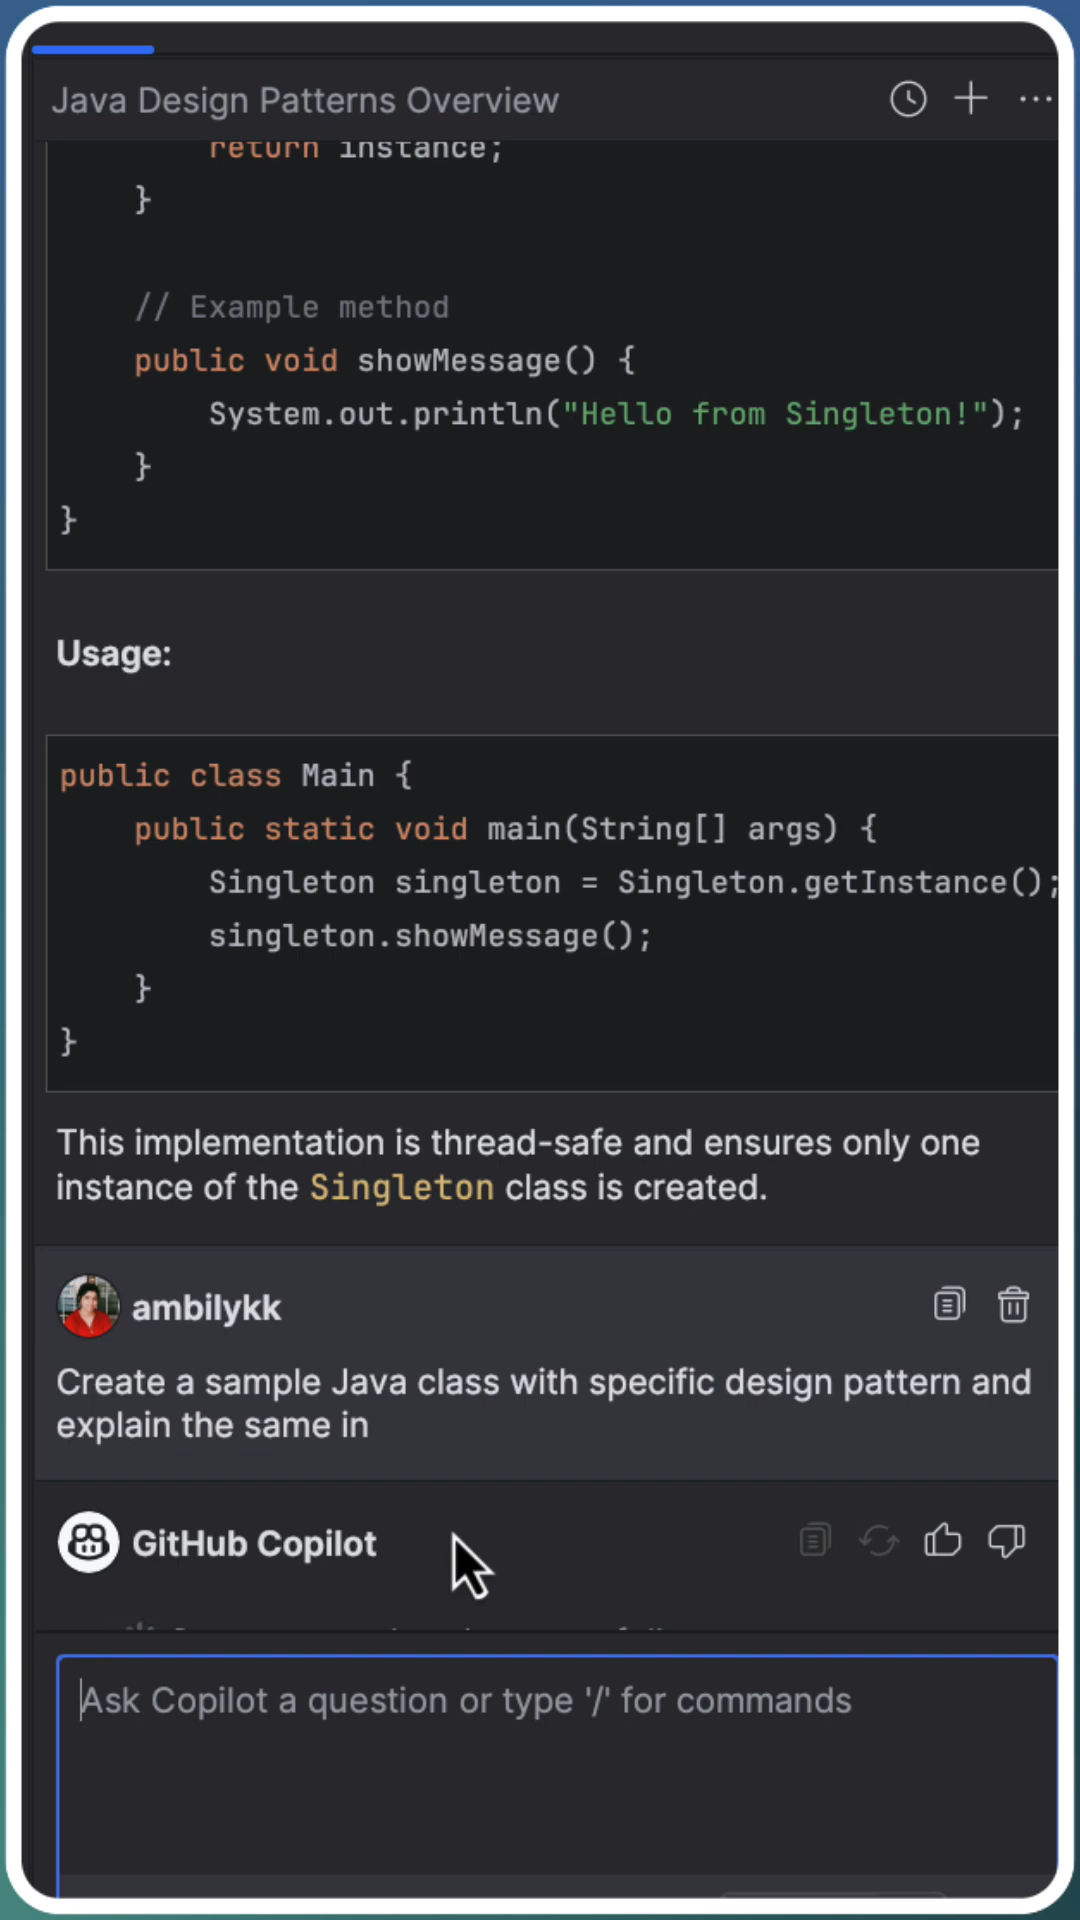 Java Design Patterns Overview
return instance;
}
// Example method
public void showMessage() {
System.out.println("Hello from Singleton!");
}
}
Usage:
public class Main {
public static void main(String[] args) {
Singleton singleton = Singleton.getInstance();
singleton.showMessage();
}
}
This implementation is thread-safe and ensures only one
instance of the Singleton class is created.
ambilykk
Create a sample Java class with specific design pattern and
explain the same in
GitHub Copilot
Ask Copilot a question or type '/' for commands